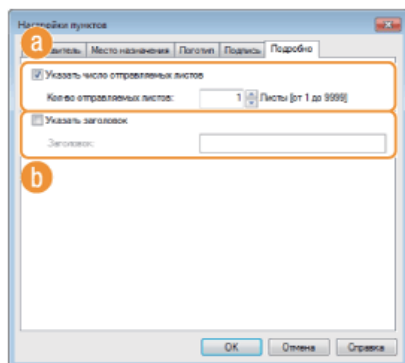 Настройки пунктов
a
Место назначения Логотип Подпись Подробно
Указать число отправляемых листов
Кол-во отправляемых листов: 1 Листы [от 1 до 9999]
Указать заголовок
Заголовок:
b
OK Отмена Справка